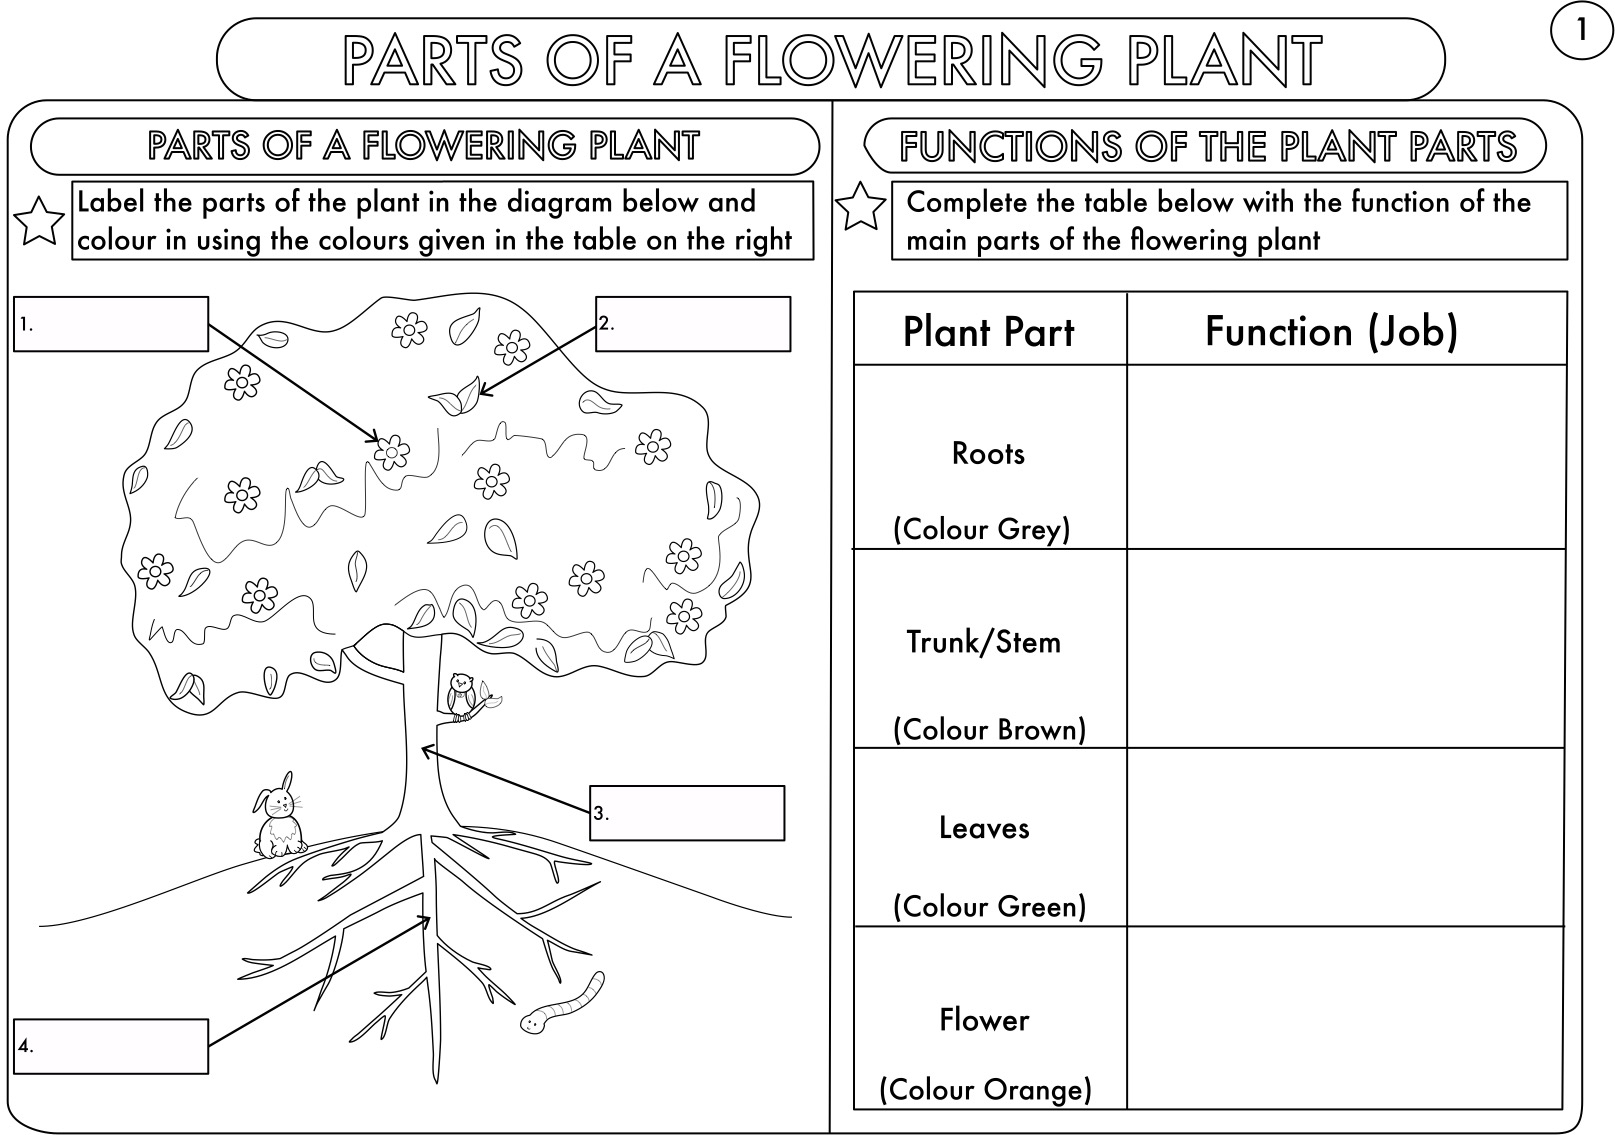 1
PARTS OF A FLOWERING PLANT
PARTS OF A FLOWERING PLANT
Label the parts of the plant in the diagram below and
colour in using the colours given in the table on the right
1.
2.
3.
4.
FUNCTIONS OF THE PLANT PARTS
Complete the table below with the function of the
main parts of the flowering plant
Plant Part
Function (Job)
Roots
(Colour Grey)
Trunk/Stem
(Colour Brown)
Leaves
(Colour Green)
Flower
(Colour Orange)